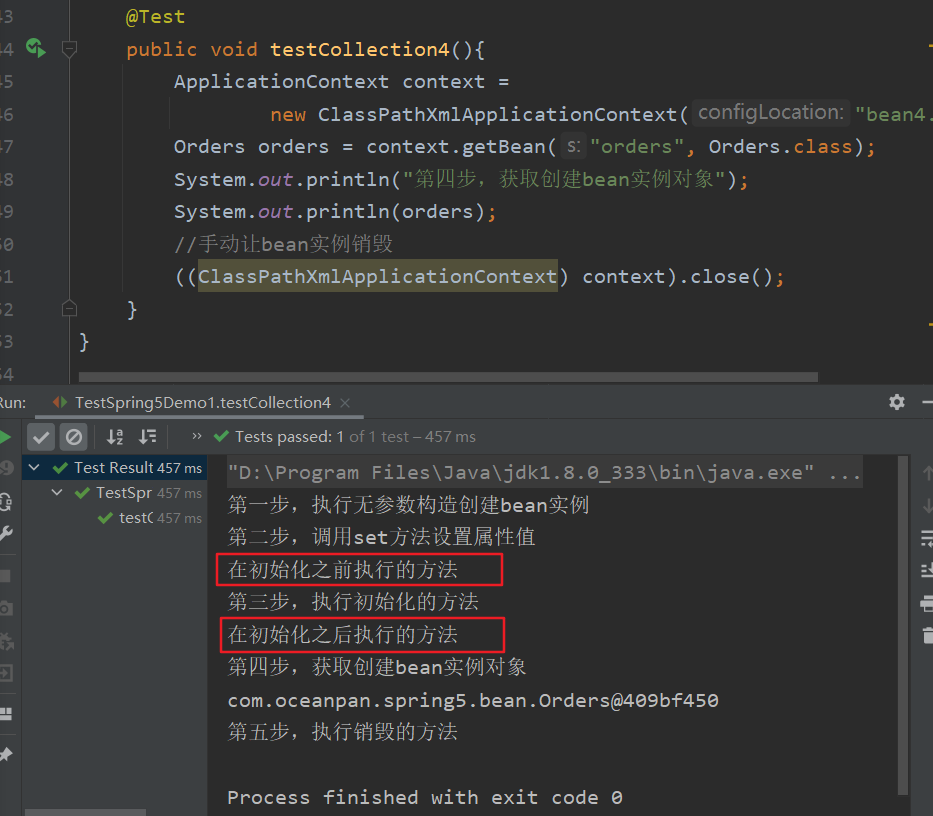 43 @Test
44 public void testCollection4(){
45 ApplicationContext context =
46 new ClassPathXmlApplicationContext( configLocation: "bean4.
47 Orders orders = context.getBean( s: "orders", Orders.class);
48 System.out.println("第四步，获取创建bean实例对象");
49 System.out.println(orders);
50 //手动让bean实例销毁
51 ((ClassPathXmlApplicationContext) context).close();
52 }
53 }
54
Run: TestSpring5Demo1.testCollection4 ×
Tests passed: 1 of 1 test – 457 ms
Test Result 457 ms
TestSpr 457 ms
testC 457 ms
"D:\Program Files\Java\jdk1.8.0_333\bin\java.exe" ...
第一步，执行无参数构造创建bean实例
第二步，调用set方法设置属性值
在初始化之前执行的方法
第三步，执行初始化的方法
在初始化之后执行的方法
第四步，获取创建bean实例对象
com.oceanpan.spring5.bean.Orders@409bf450
第五步，执行销毁的方法
Process finished with exit code 0